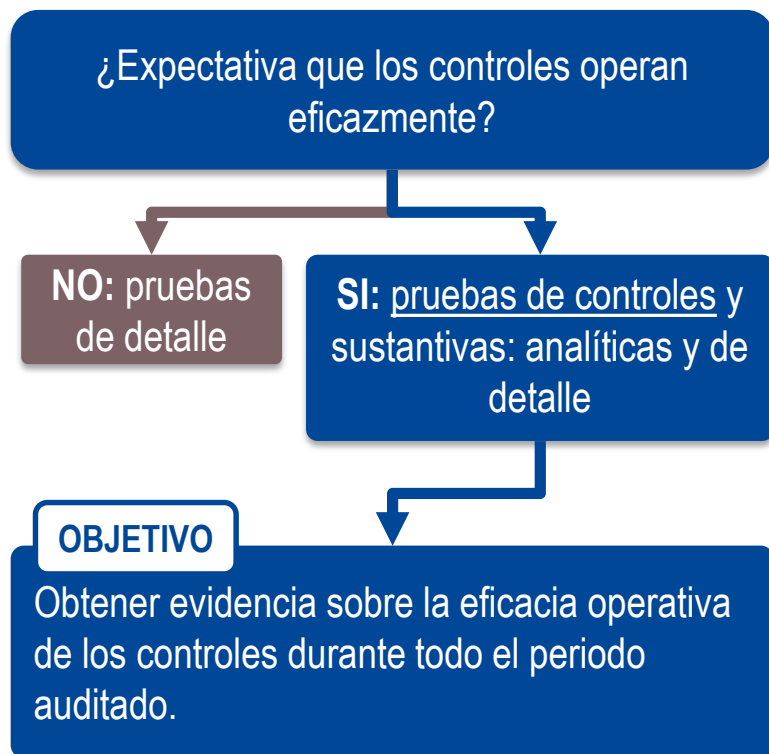 ¿Expectativa que los controles operan
eficazmente?
NO: pruebas
de detalle
SI: pruebas de controles y
sustantivas: analíticas y de
detalle
OBJETIVO
Obtener evidencia sobre la eficacia operativa
de los controles durante todo el periodo
auditado.